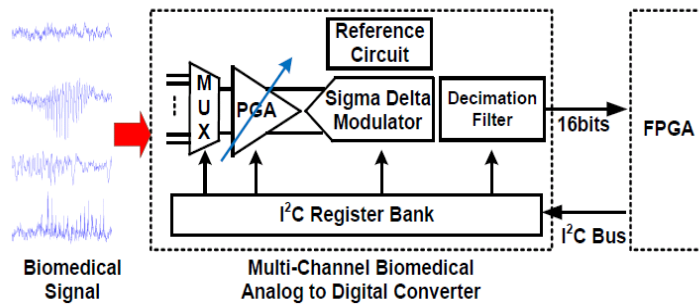 Reference
Circuit
MUX
PGA
Sigma Delta
Modulator
Decimation
Filter
16bits
FPGA
I²C Register Bank
I²C Bus
Biomedical
Signal
Multi-Channel Biomedical
Analog to Digital Converter